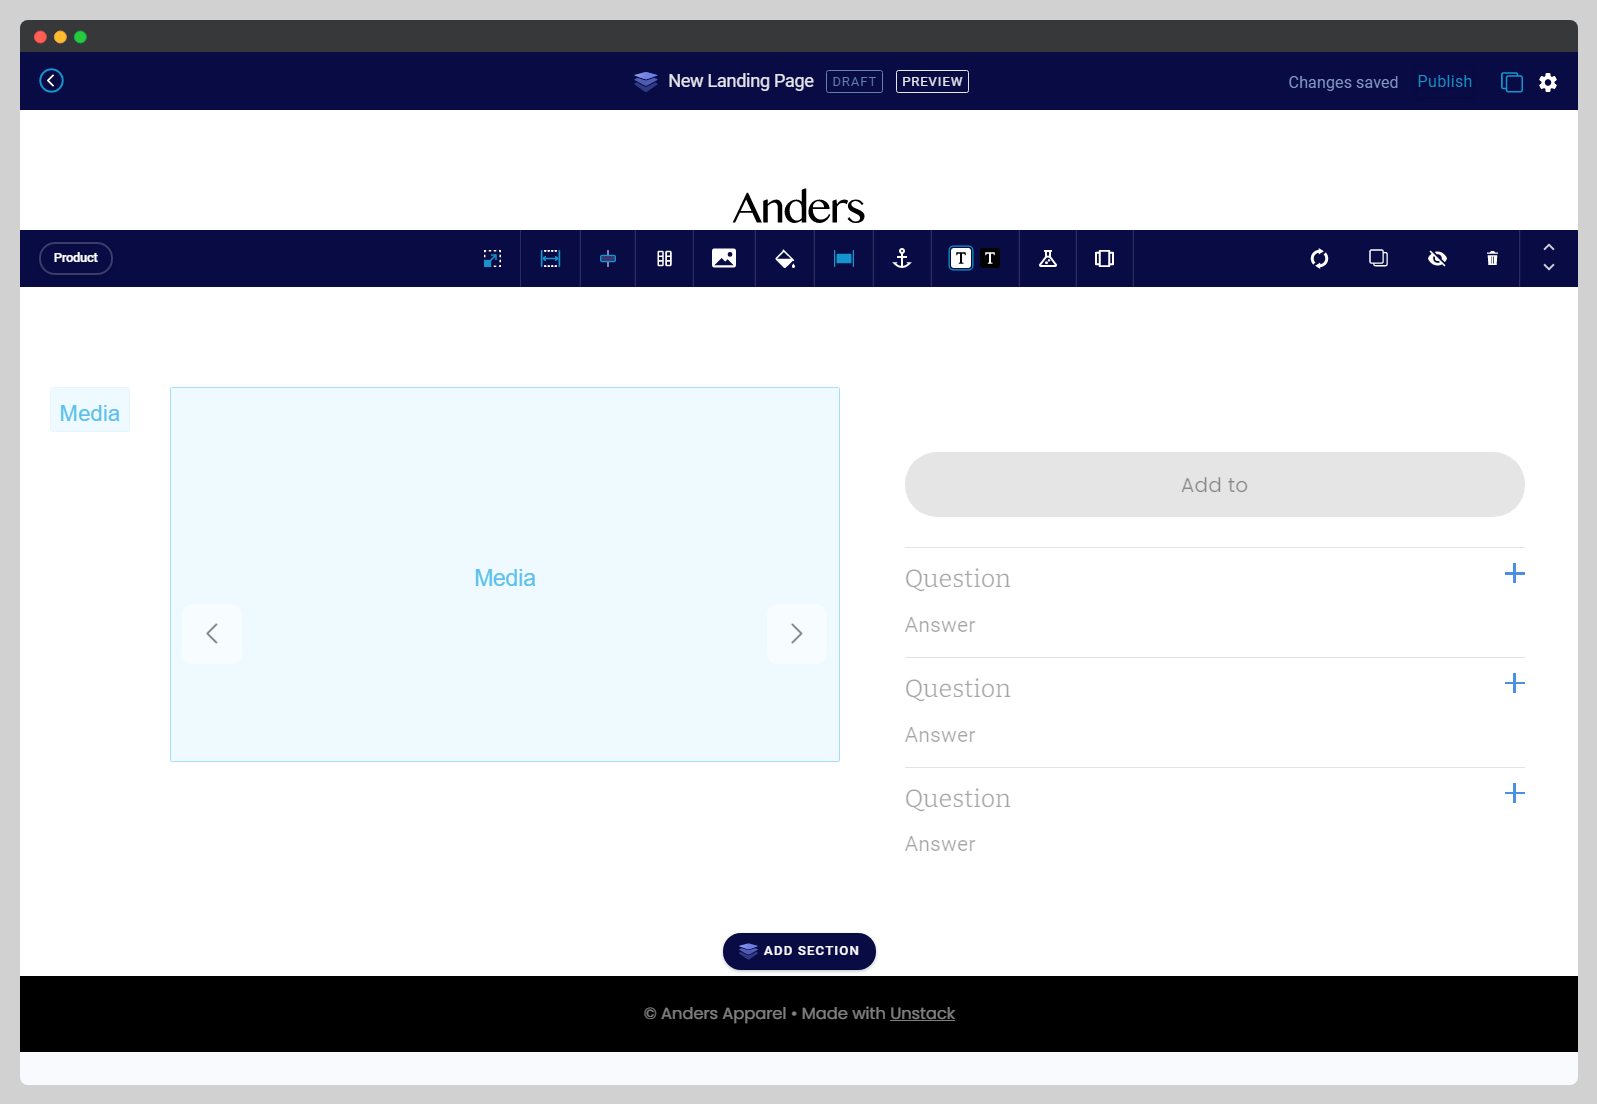 New Landing Page DRAFT PREVIEW Changes saved Publish
Anders
Product T T
Media
Media
Add to
Question
Answer
Question
Answer
Question
Answer
ADD SECTION
© Anders Apparel • Made with Unstack